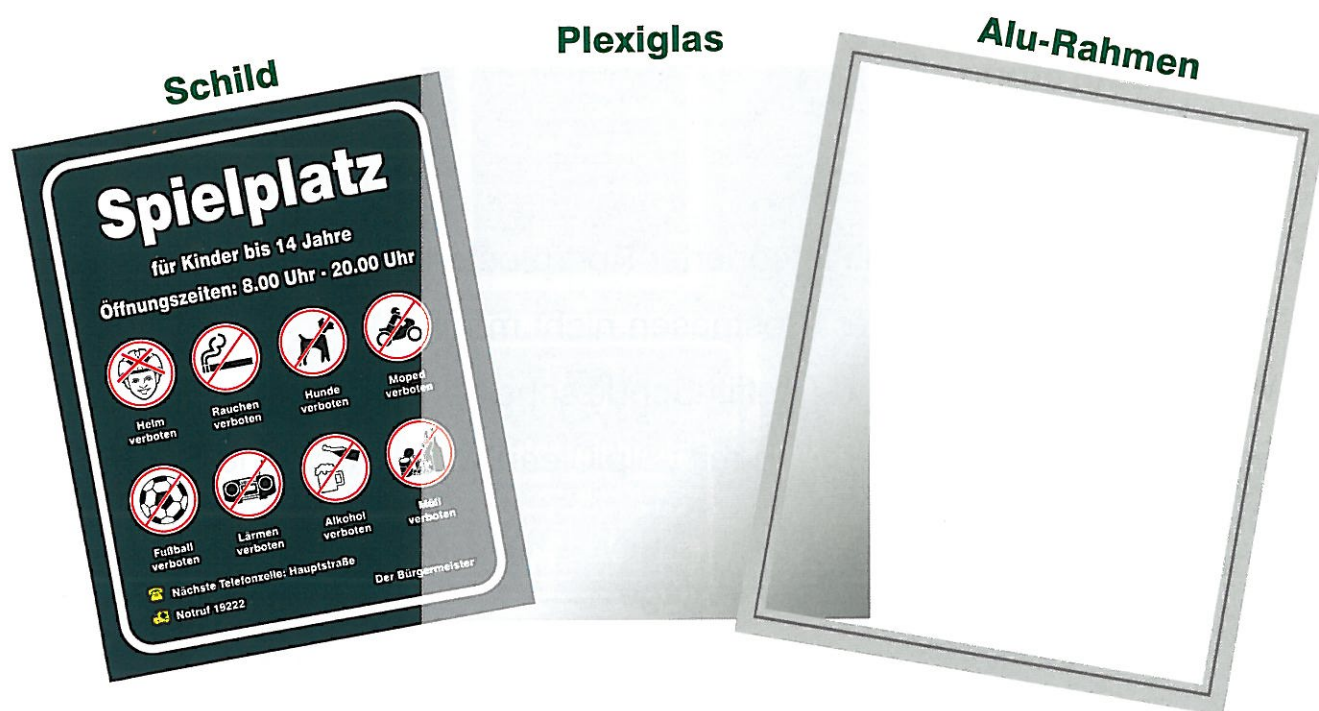 Schild
Plexiglas
Alu-Rahmen
Spielplatz
für Kinder bis 14 Jahre
Öffnungszeiten: 8.00 Uhr - 20.00 Uhr
Helm
verboten
Rauchen
verboten
Hunde
verboten
Moped
verboten
Fußball
verboten
Lärmen
verboten
Alkohol
verboten
Müll
verboten
Nächste Telefonzelle: Hauptstraße
Notruf 19222
Der Bürgermeister